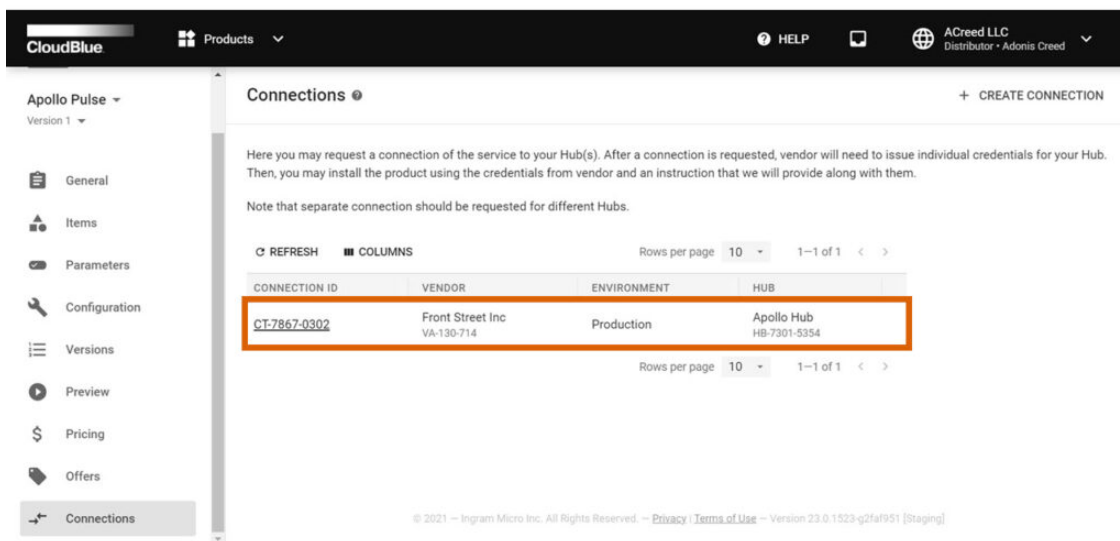 CloudBlue
Products
HELP
ACreed LLC
Distributor • Adonis Creed
Apollo Pulse
Version 1
General
Items
Parameters
Configuration
Versions
Preview
Pricing
Offers
Connections
Connections
+ CREATE CONNECTION
Here you may request a connection of the service to your Hub(s). After a connection is requested, vendor will need to issue individual credentials for your Hub.
Then, you may install the product using the credentials from vendor and an instruction that we will provide along with them.
Note that separate connection should be requested for different Hubs.
REFRESH COLUMNS Rows per page 10 1–1 of 1 < >
CONNECTION ID VENDOR ENVIRONMENT HUB
CT-7867-0302 Front Street Inc Production Apollo Hub
VA-130-714 HB-7301-5354
Rows per page 10 1–1 of 1 < >
© 2021 – Ingram Micro Inc. All Rights Reserved. – Privacy | Terms of Use – Version 23.0.1523-g2faf951 [Staging]